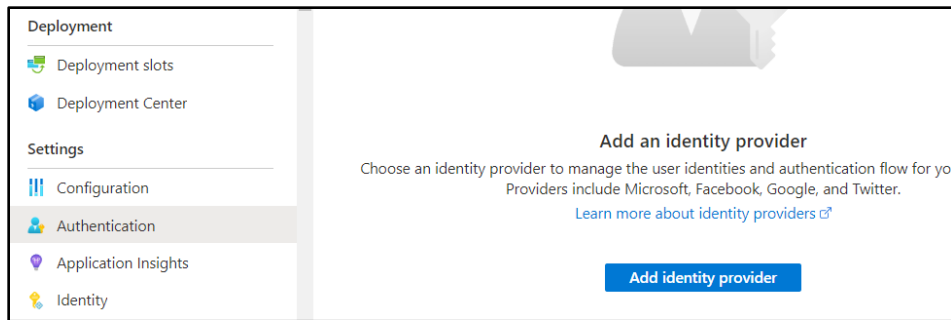 Deployment
Deployment slots
Deployment Center
Settings
Configuration
Authentication
Application Insights
Identity
Add an identity provider
Choose an identity provider to manage the user identities and authentication flow for yo
Providers include Microsoft, Facebook, Google, and Twitter.
Learn more about identity providers
Add identity provider